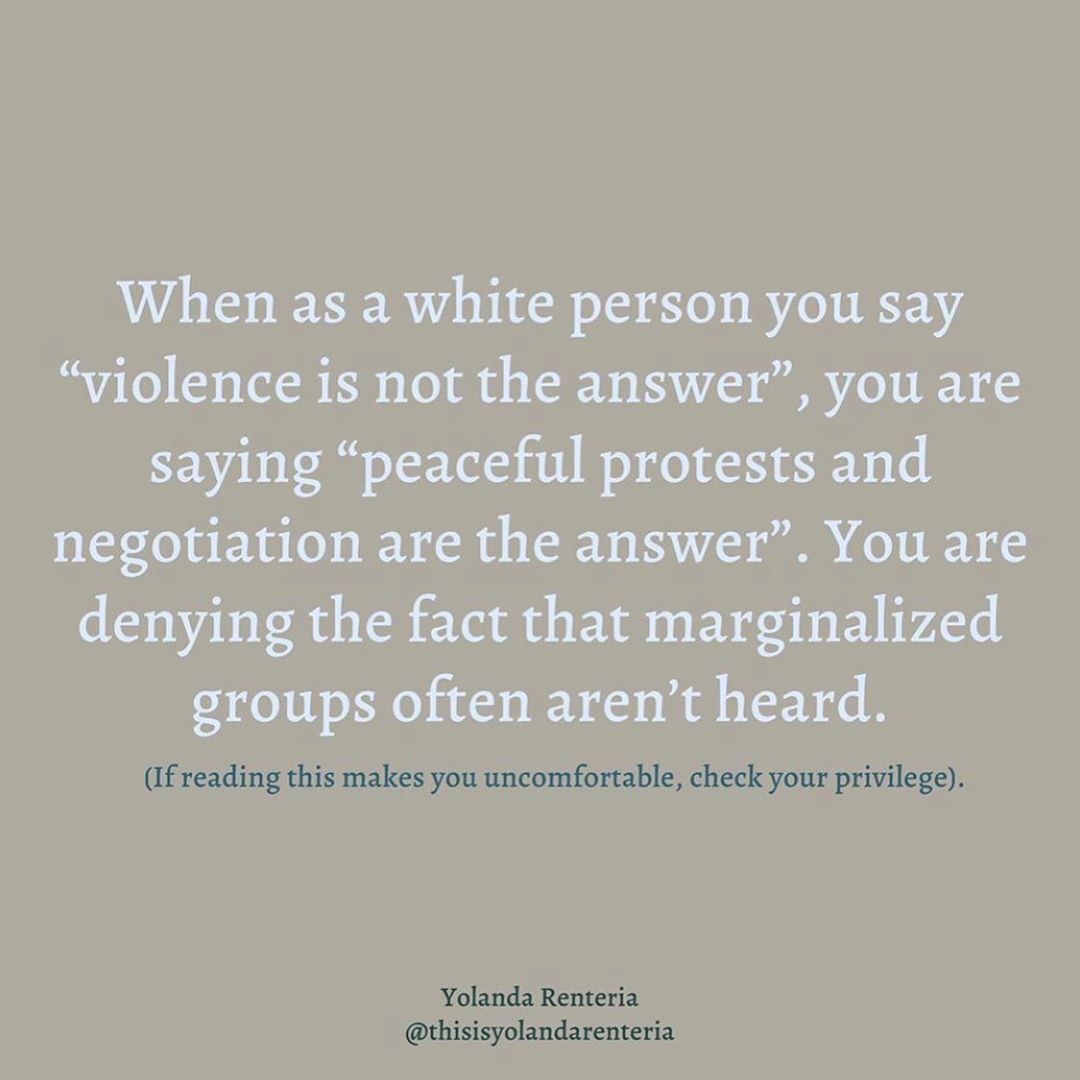 When as a white person you say
“violence is not the answer”, you are
saying “peaceful protests and
negotiation are the answer”. You are
denying the fact that marginalized
groups often aren’t heard.
(If reading this makes you uncomfortable, check your privilege).
Yolanda Renteria
@thisisyolandarenteria